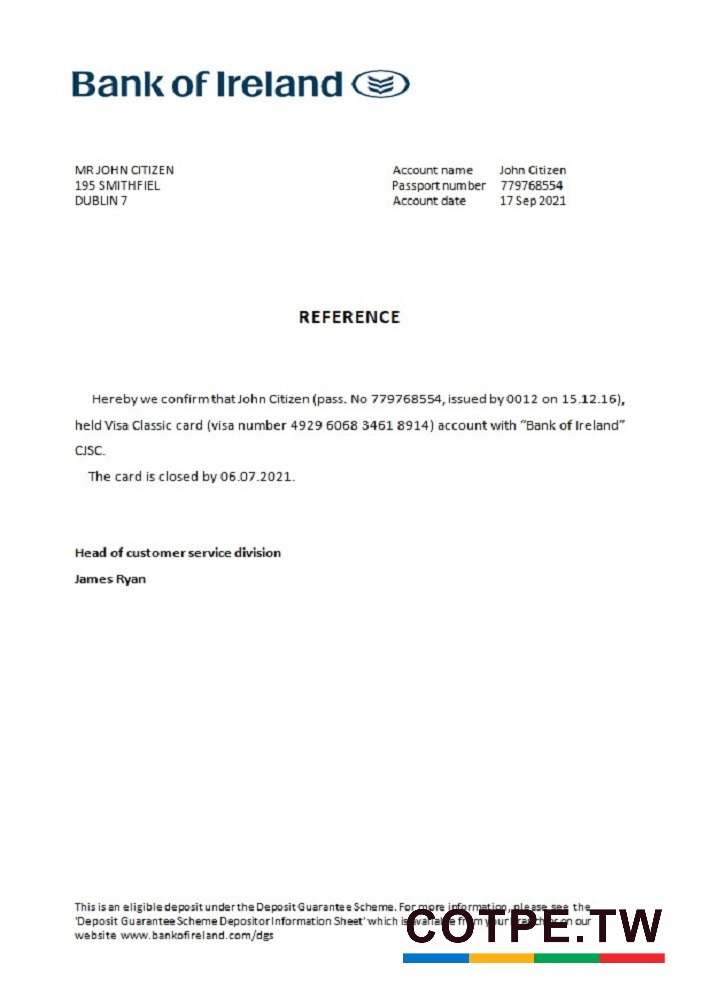 Bank of Ireland
MR JOHN CITIZEN
195 SMITHFIEL
DUBLIN 7
Account name John Citizen
Passport number 779768554
Account date 17 Sep 2021
REFERENCE
Hereby we confirm that John Citizen (pass. No 779768554, issued by 0012 on 15.12.16),
held Visa Classic card (visa number 4929 6068 3461 8914) account with “Bank of Ireland”
CJSC.
The card is closed by 06.07.2021.
Head of customer service division
James Ryan
This is an eligible deposit under the Deposit Guarantee Scheme. For more information, please see the
'Deposit Guarantee Scheme Depositor Information Sheet' which is available from your branch or on our
website www.bankofireland.com/dgs
COTPE.TW